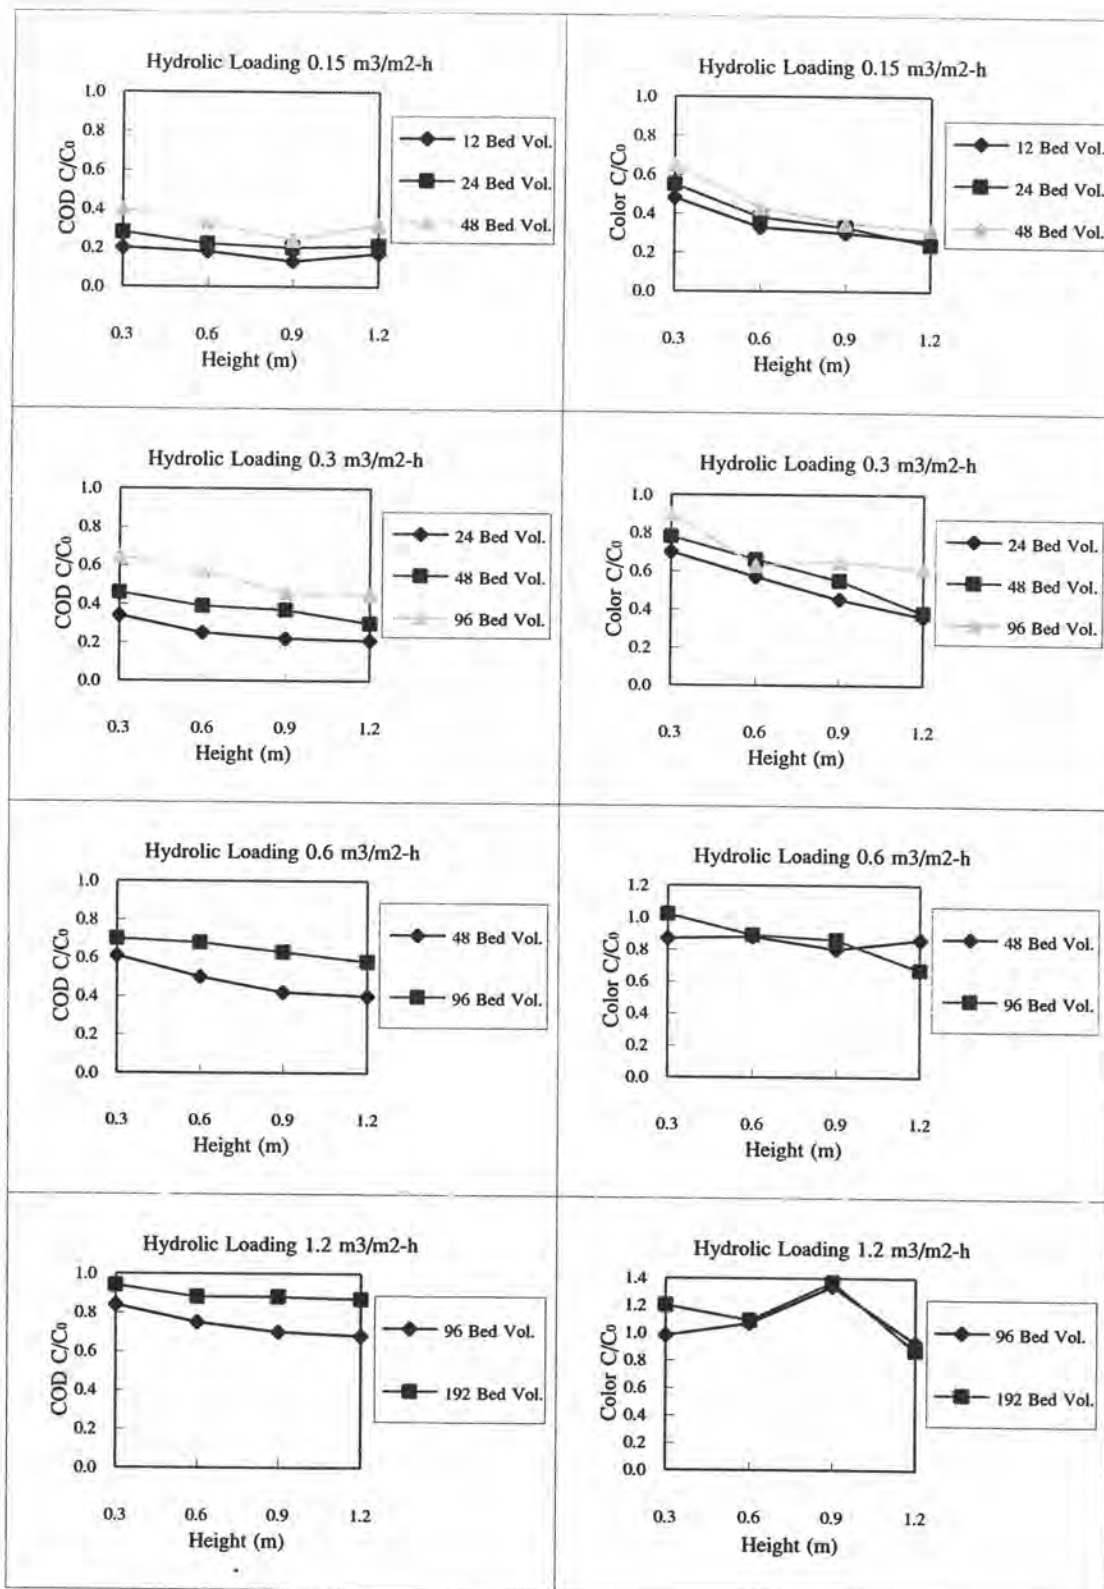 Hydrolic Loading 0.15 m3/m2-h
1.0
0.8
0.6
0.4
0.2
0.0
COD C/C0
0.3 0.6 0.9 1.2
Height (m)
12 Bed Vol.
24 Bed Vol.
48 Bed Vol.
Hydrolic Loading 0.15 m3/m2-h
1.0
0.8
0.6
0.4
0.2
0.0
Color C/C0
0.3 0.6 0.9 1.2
Height (m)
12 Bed Vol.
24 Bed Vol.
48 Bed Vol.
Hydrolic Loading 0.3 m3/m2-h
1.0
0.8
0.6
0.4
0.2
0.0
COD C/C0
0.3 0.6 0.9 1.2
Height (m)
24 Bed Vol.
48 Bed Vol.
96 Bed Vol.
Hydrolic Loading 0.3 m3/m2-h
1.0
0.8
0.6
0.4
0.2
0.0
Color C/C0
0.3 0.6 0.9 1.2
Height (m)
24 Bed Vol.
48 Bed Vol.
96 Bed Vol.
Hydrolic Loading 0.6 m3/m2-h
1.0
0.8
0.6
0.4
0.2
0.0
COD C/C0
0.3 0.6 0.9 1.2
Height (m)
48 Bed Vol.
96 Bed Vol.
Hydrolic Loading 0.6 m3/m2-h
1.2
1.0
0.8
0.6
0.4
0.2
0.0
Color C/C0
0.3 0.6 0.9 1.2
Height (m)
48 Bed Vol.
96 Bed Vol.
Hydrolic Loading 1.2 m3/m2-h
1.0
0.8
0.6
0.4
0.2
0.0
COD C/C0
0.3 0.6 0.9 1.2
Height (m)
96 Bed Vol.
192 Bed Vol.
Hydrolic Loading 1.2 m3/m2-h
1.4
1.2
1.0
0.8
0.6
0.4
0.2
0.0
Color C/C0
0.3 0.6 0.9 1.2
Height (m)
96 Bed Vol.
192 Bed Vol.